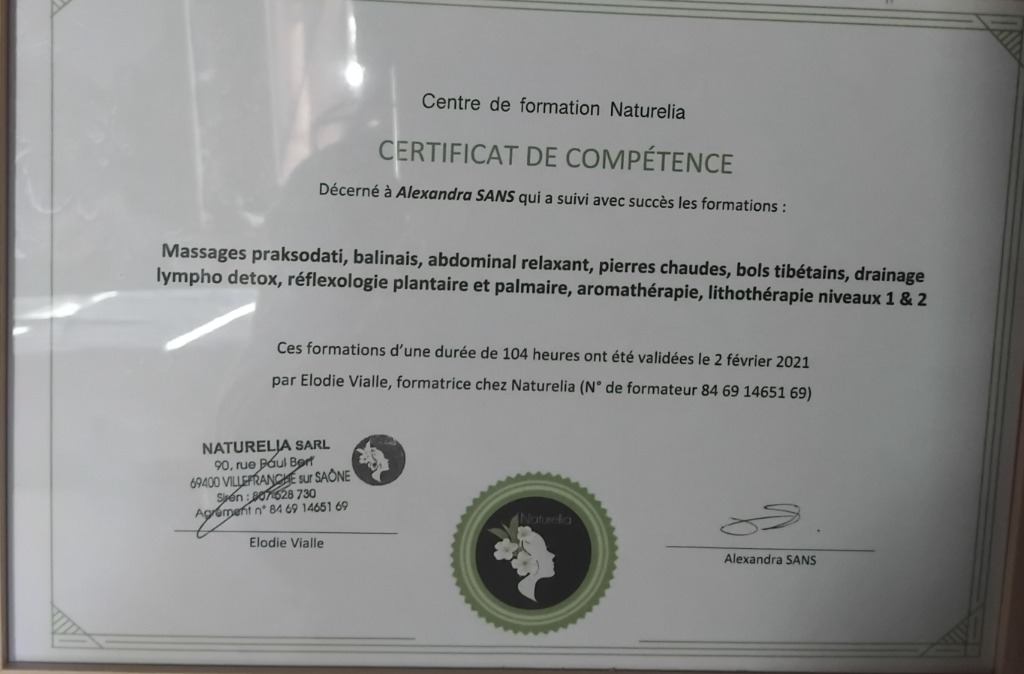 Centre de formation Naturelia
CERTIFICAT DE COMPÉTENCE
Décerné à Alexandra SANS qui a suivi avec succès les formations :
Massages praksodati, balinais, abdominal relaxant, pierres chaudes, bols tibétains, drainage
lympho detox, réflexologie plantaire et palmaire, aromathérapie, lithothérapie niveaux 1 & 2
Ces formations d'une durée de 104 heures ont été validées le 2 février 2021
par Elodie Vialle, formatrice chez Naturelia (N° de formateur 84 69 14651 69)
NATURELIA SARL
90, rue Paul Bert
69400 VILLEFRANCHE sur SAÔNE
Siren : 807 628 730
Agrément n° 84 69 14651 69
Elodie Vialle
Naturelia
Alexandra SANS